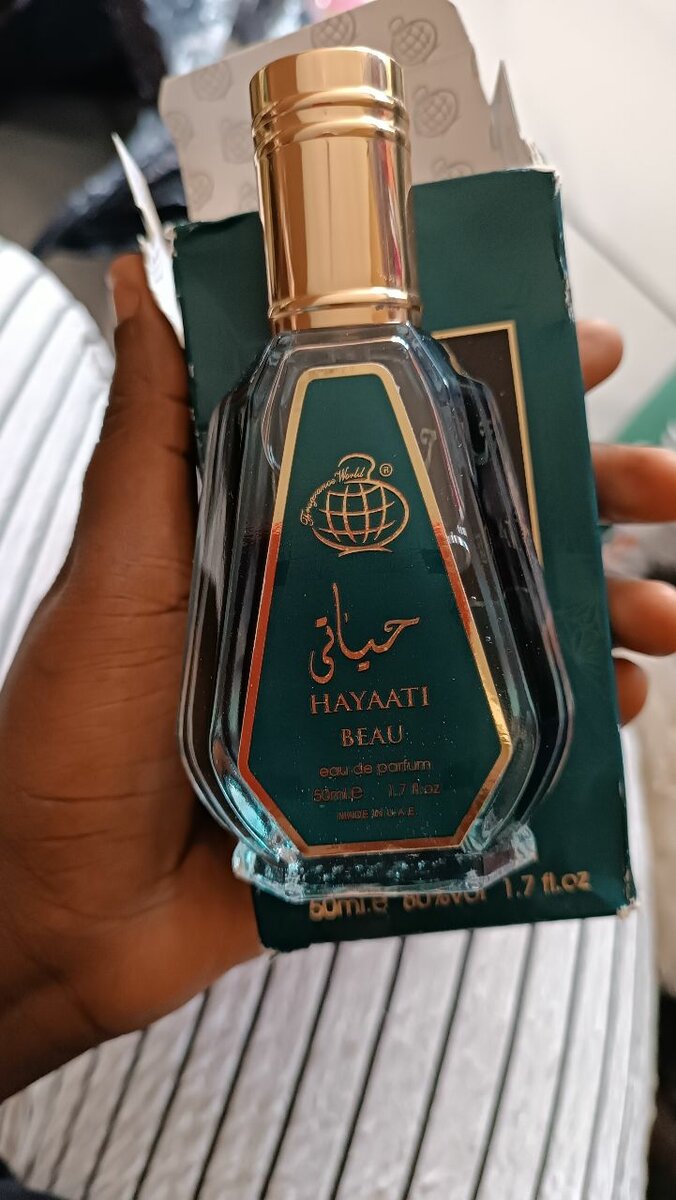 Fragrance World ®
حياتي
HAYAATI
BEAU
eau de parfum
50ml.e 1.7 fl.oz
MADE IN U.A.E
50ml.e 80%vol 1.7 fl.oz